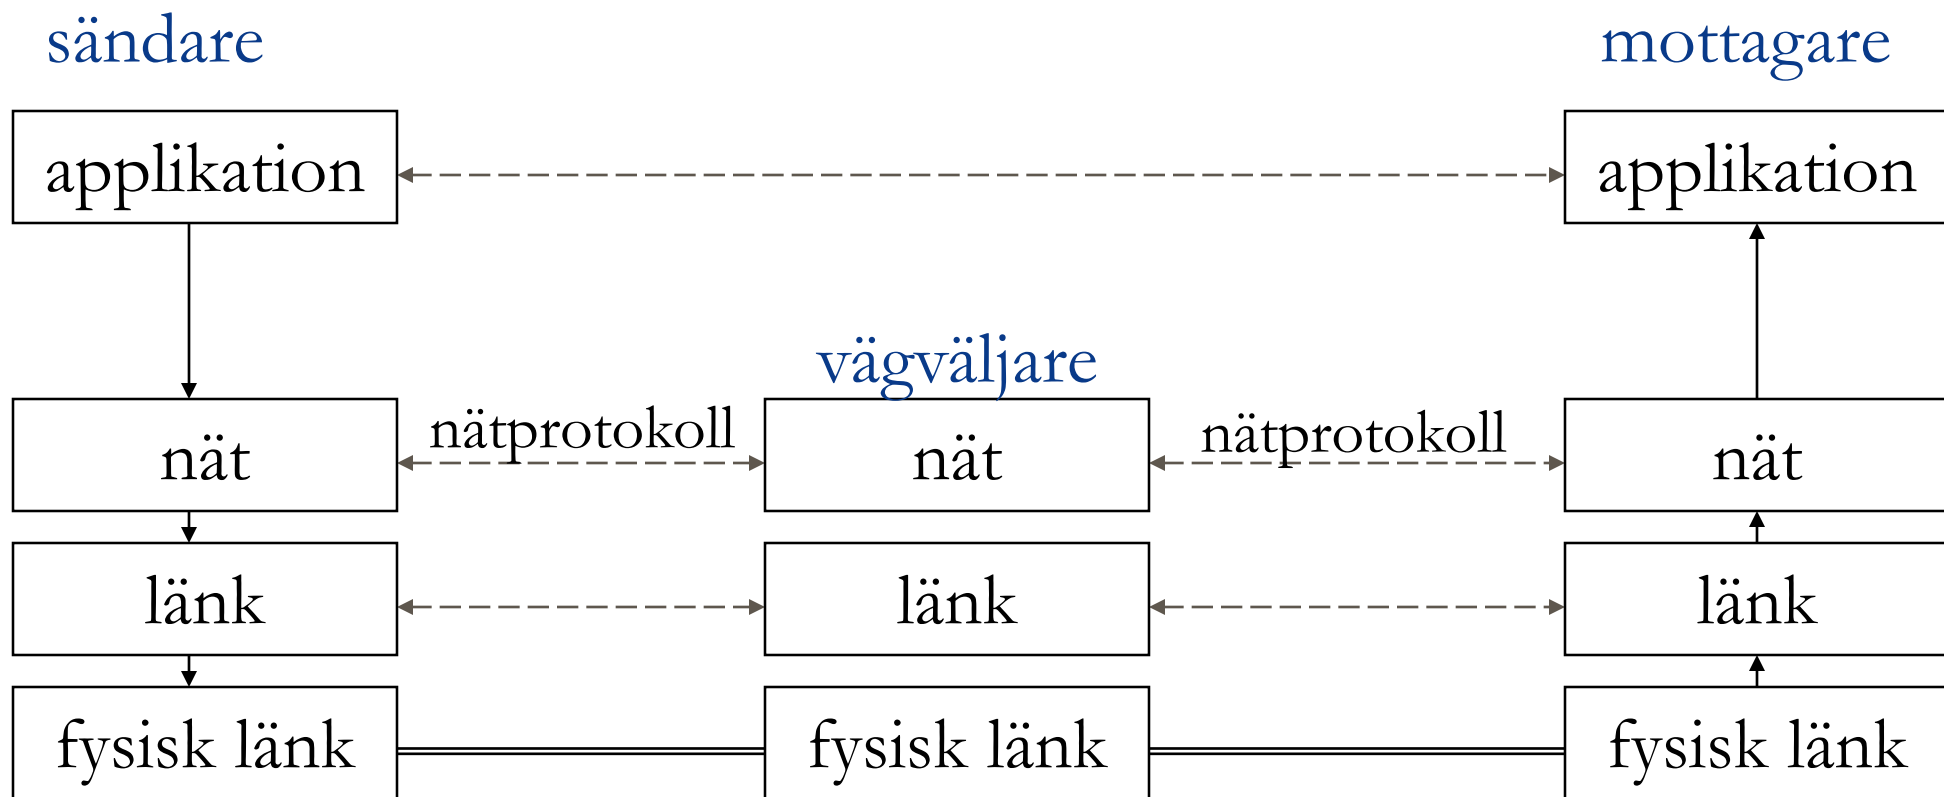 sändare
mottagare
applikation
applikation
vägväljare
nät
nätprotokoll
nät
nätprotokoll
nät
länk
länk
länk
fysisk länk
fysisk länk
fysisk länk